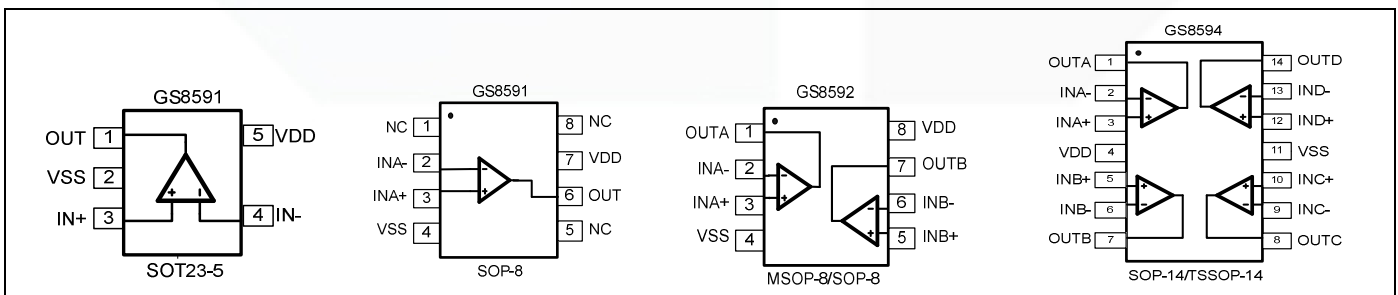 GS8591
OUT 1
5 VDD
VSS 2
IN+ 3
4 IN-
+ -
SOT23-5
GS8591
NC 1
8 NC
INA- 2
7 VDD
INA+ 3
6 OUT
VSS 4
5 NC
-
+
SOP-8
GS8592
OUTA 1
8 VDD
INA- 2
7 OUTB
INA+ 3
6 INB-
VSS 4
5 INB+
-
+
-
+
MSOP-8/SOP-8
GS8594
OUTA 1
14 OUTD
INA- 2
13 IND-
INA+ 3
12 IND+
VDD 4
11 VSS
INB+ 5
10 INC+
INB- 6
9 INC-
OUTB 7
8 OUTC
-
+
-
+
+
-
+
-
SOP-14/TSSOP-14